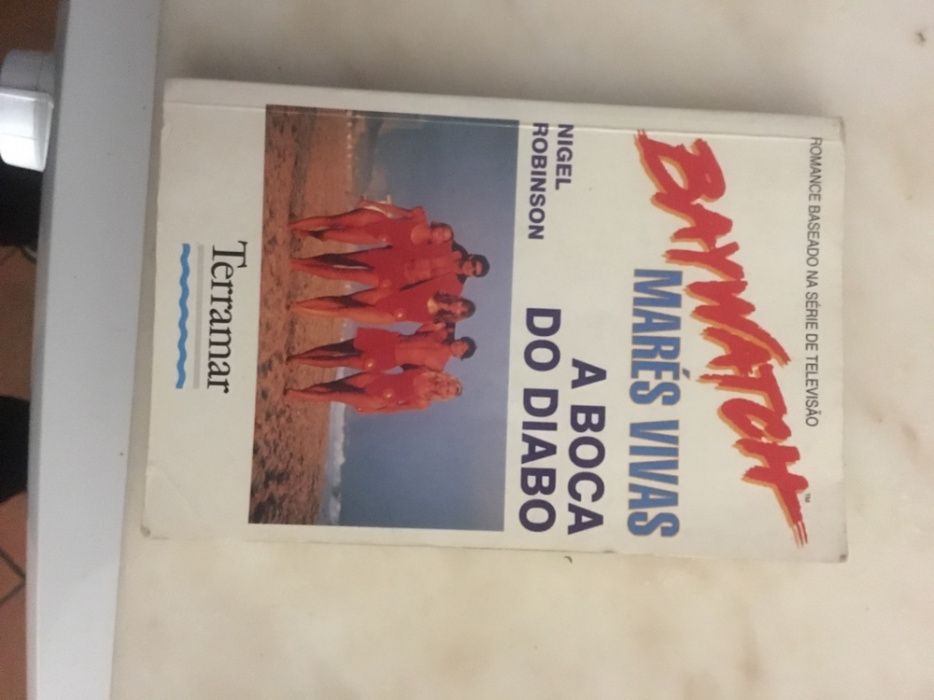 ROMANCE BASEADO NA SÉRIE DE TELEVISÃO
BAYWATCH™
MARÉS VIVAS
A BOCA
DO DIABO
NIGEL
ROBINSON
Terramar